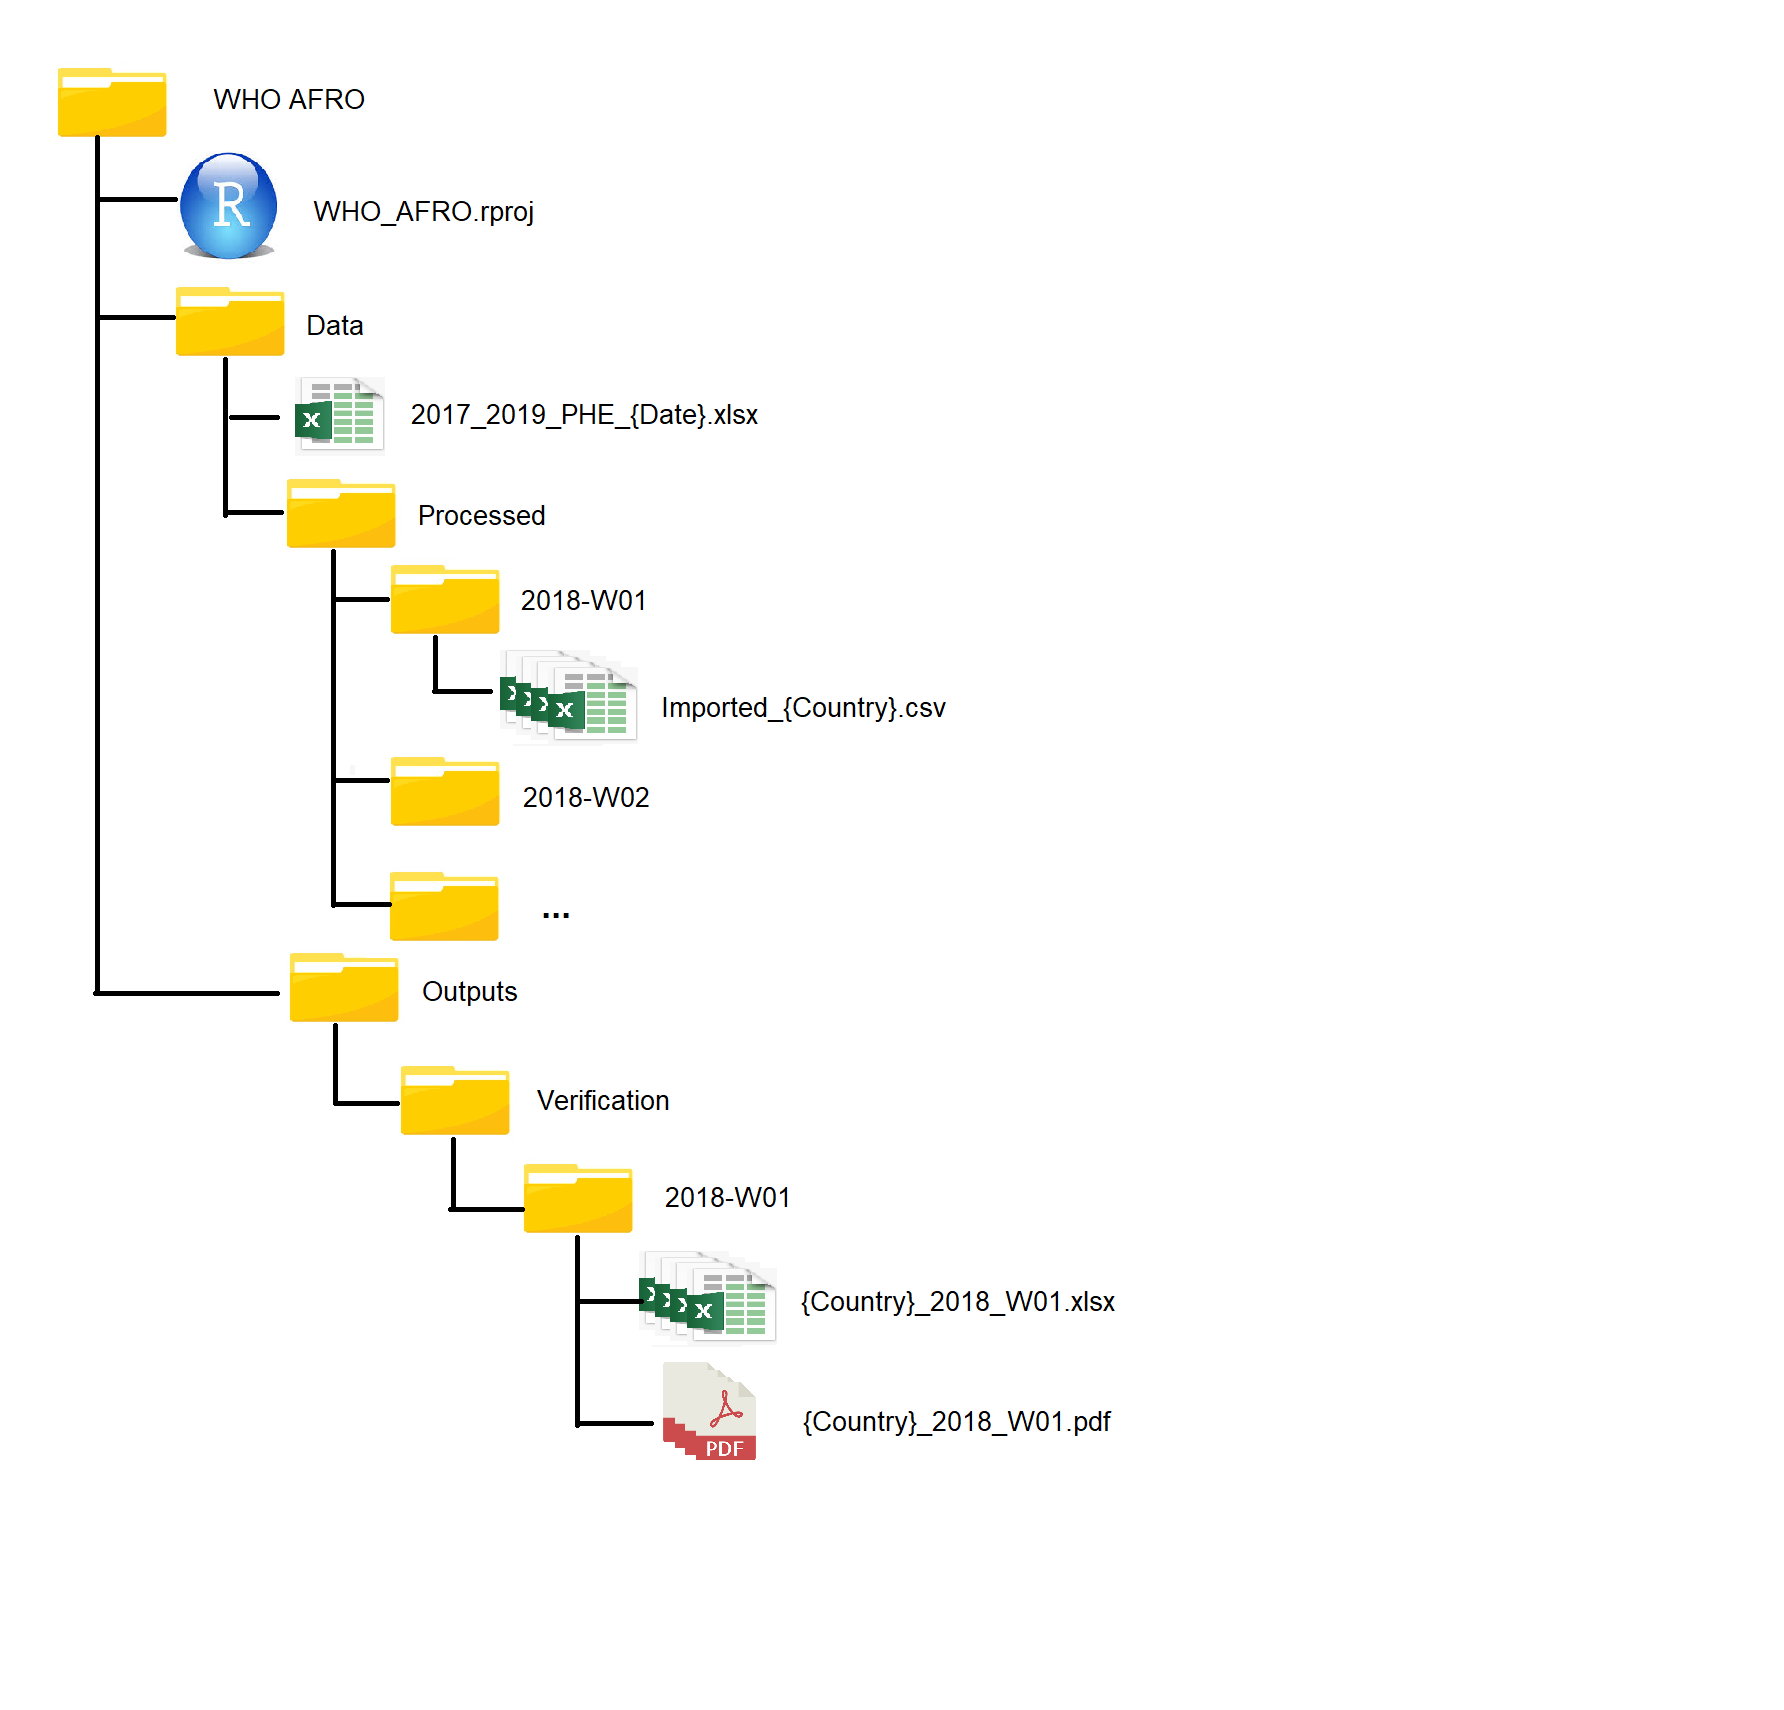 WHO AFRO
R
WHO_AFRO.rproj
Data
X
2017_2019_PHE_{Date}.xlsx
Processed
2018-W01
X X X X
Imported_{Country}.csv
2018-W02
...
Outputs
Verification
2018-W01
X X X X
{Country}_2018_W01.xlsx
PDF
{Country}_2018_W01.pdf